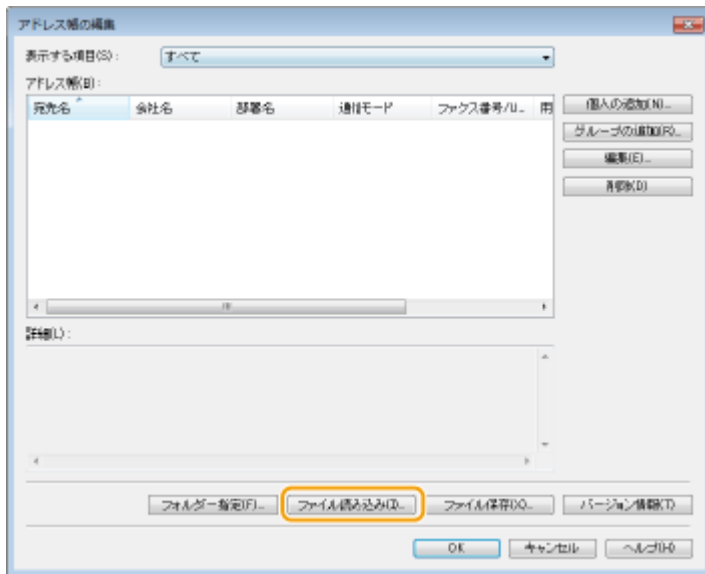 アドレス帳の編集
表示する項目(S):
すべて
アドレス帳(B):
宛先名 会社名 部署名 通信モード ファクス番号/U... 用
個人の追加(N)...
グループの追加(R)...
編集(E)...
削除(D)
詳細(L):
フォルダー指定(F)... ファイル読み込み(I)... ファイル保存(X)... バージョン情報(T)
OK キャンセル ヘルプ(H)